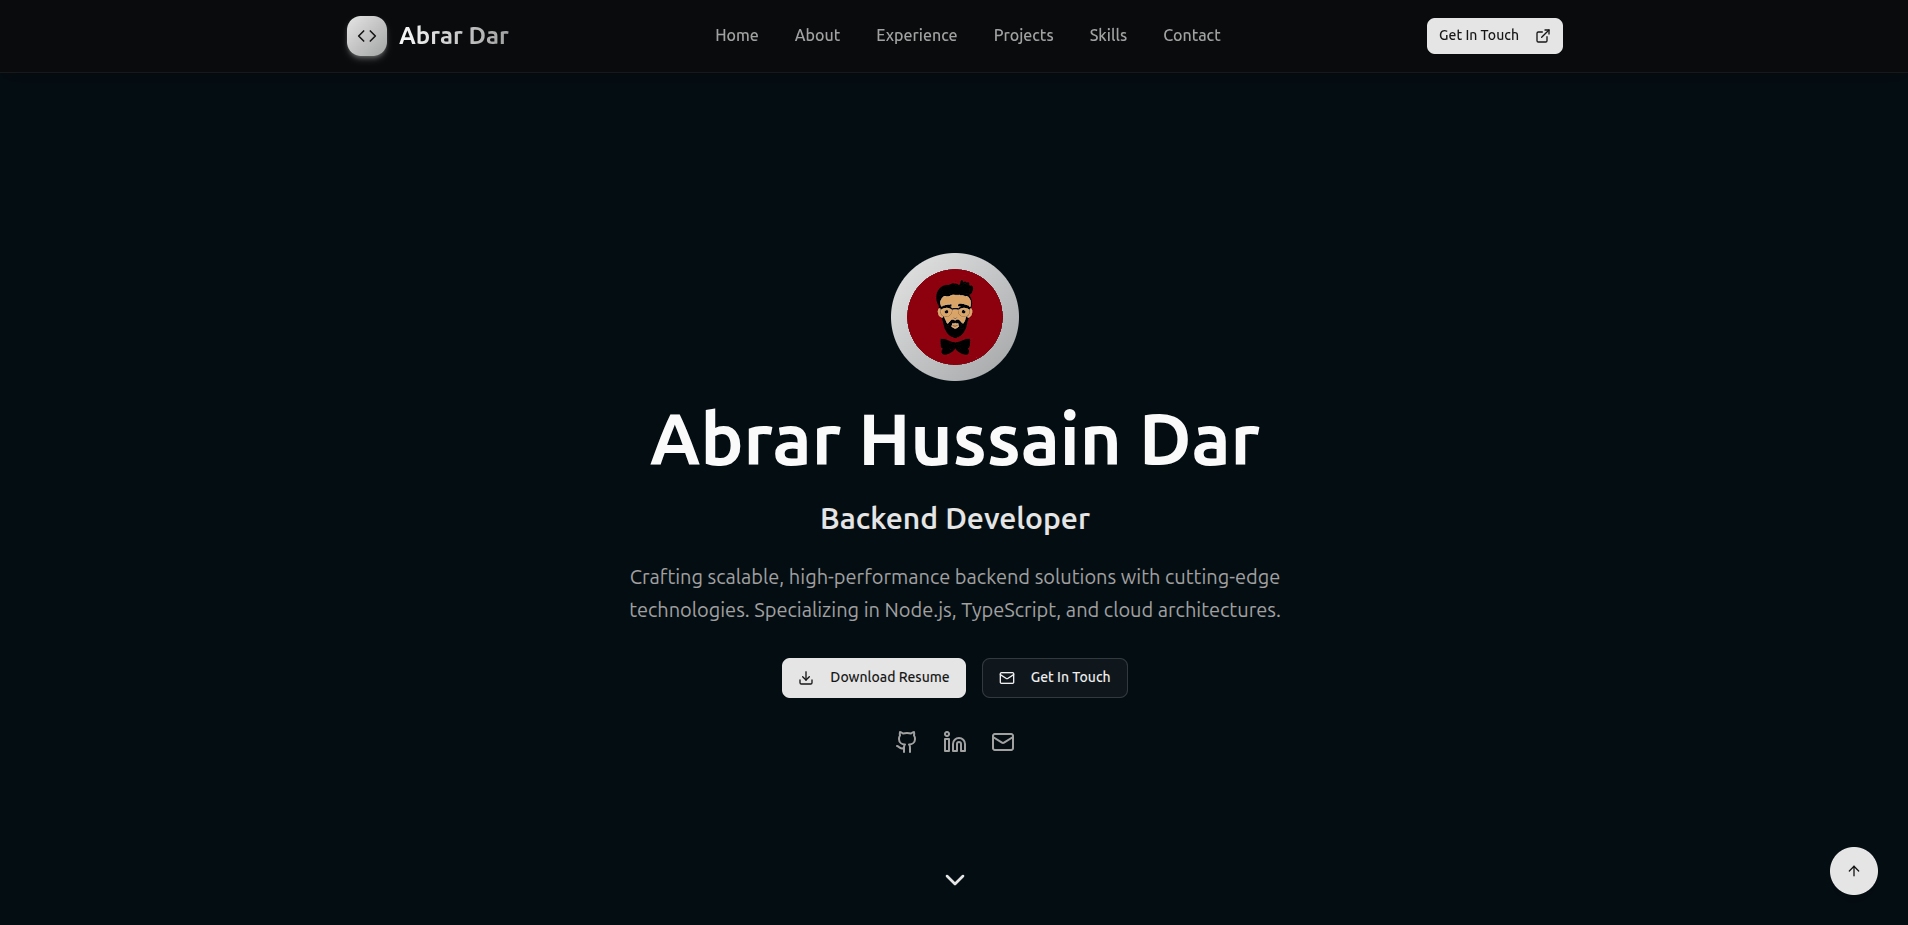 Abrar Dar
Home About Experience Projects Skills Contact
Get In Touch
Abrar Hussain Dar
Backend Developer
Crafting scalable, high-performance backend solutions with cutting-edge
technologies. Specializing in Node.js, TypeScript, and cloud architectures.
Download Resume
Get In Touch